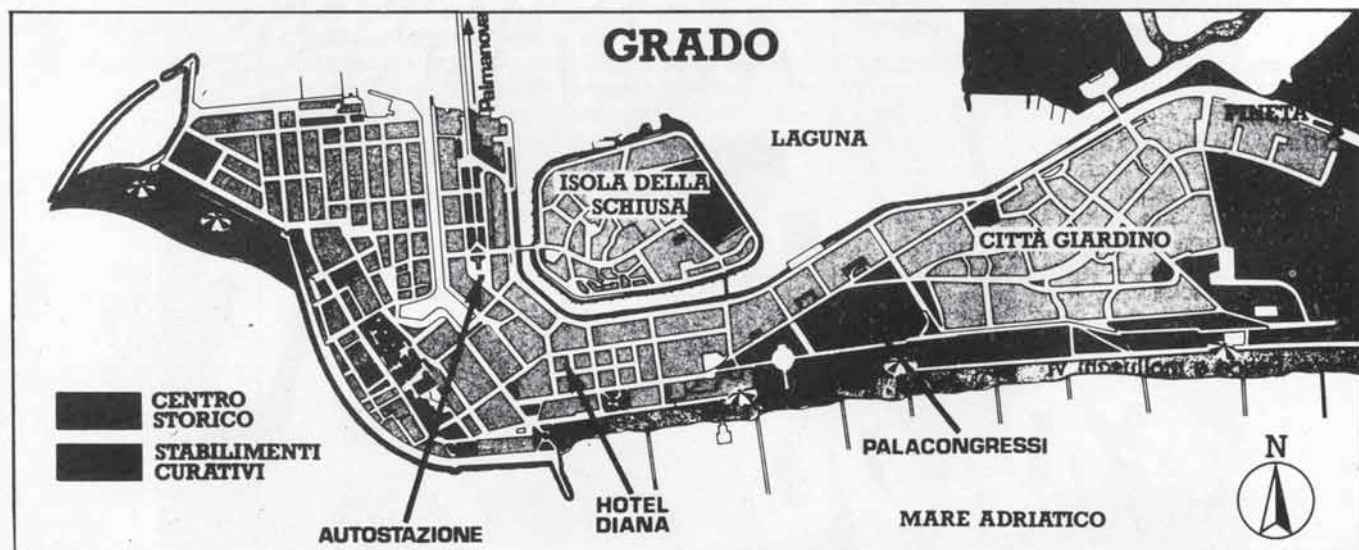 GRADO
Palmanova
LAGUNA
PINETA
ISOLA DELLA
SCHIUSA
CITTÀ GIARDINO
CENTRO
STORICO
STABILIMENTI
CURATIVI
PALACONGRESSI
N
HOTEL
DIANA
AUTOSTAZIONE
MARE ADRIATICO